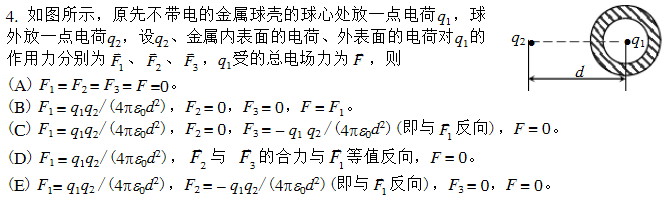 4. 如图所示，原先不带电的金属球壳的球心处放一点电荷q₁，球
外放一点电荷q₂，设q₂、金属内表面的电荷、外表面的电荷对q₁的
作用力分别为 F⃗₁、F⃗₂、F⃗₃，q₁受的总电场力为 F⃗ ，则
(A) F₁ = F₂ = F₃ = F =0。
(B) F₁ = q₁q₂/(4πε₀d²)，F₂ = 0，F₃ = 0，F = F₁。
(C) F₁ = q₁q₂/(4πε₀d²)，F₂ = 0，F₃ = – q₁ q₂ /(4πε₀d²)(即与F⃗₁反向)，F = 0。
(D) F₁ = q₁q₂/(4πε₀d²)， F⃗₂ 与 F⃗₃ 的合力与F⃗₁等值反向，F = 0。
(E) F₁= q₁q₂/(4πε₀d²)，F₂ = – q₁q₂/(4πε₀d²)(即与F⃗₁反向)，F₃ = 0，F = 0。
q₂
q₁
d